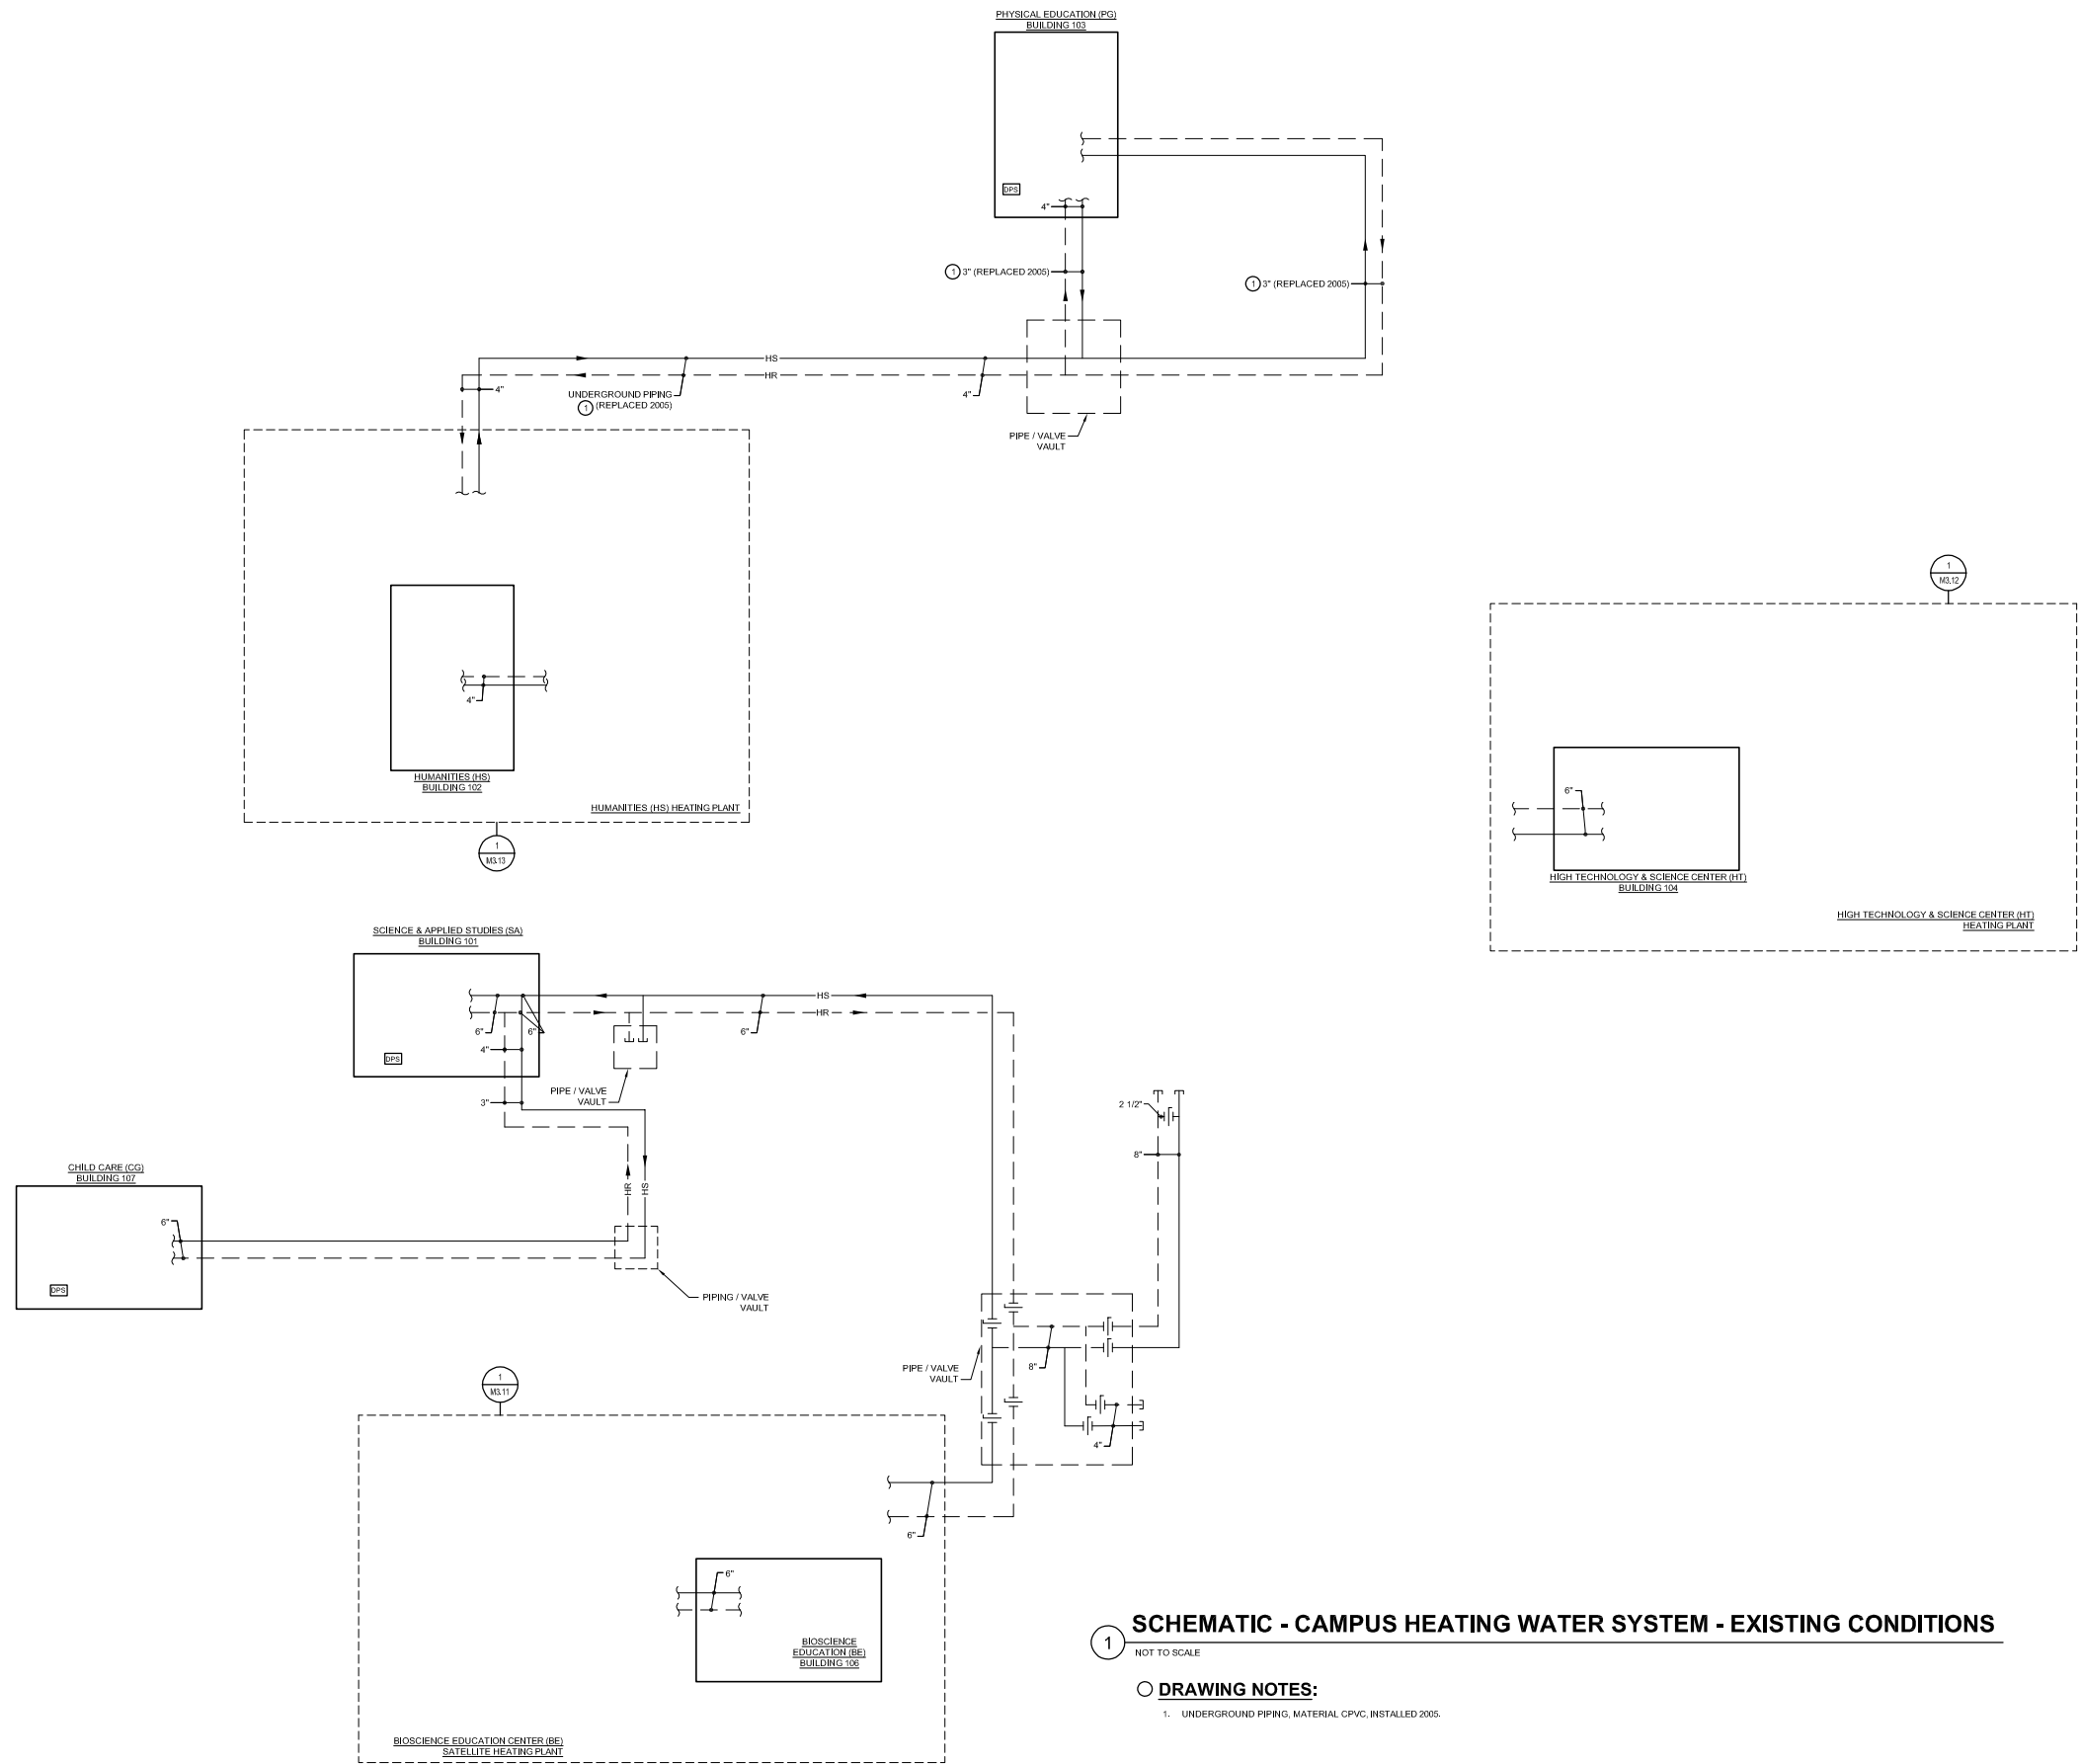 PHYSICAL EDUCATION (PG)
BUILDING 103
DPS
4"
1 3" (REPLACED 2005)
1 3" (REPLACED 2005)
HS
HR
4"
UNDERGROUND PIPING
1 (REPLACED 2005)
4"
PIPE / VALVE
VAULT
1
M3.12
4"
HUMANITIES (HS)
BUILDING 102
HUMANITIES (HS) HEATING PLANT
1
M3.13
6"
HIGH TECHNOLOGY & SCIENCE CENTER (HT)
BUILDING 104
HIGH TECHNOLOGY & SCIENCE CENTER (HT)
HEATING PLANT
SCIENCE & APPLIED STUDIES (SA)
BUILDING 101
HS
HR
6"
6"
6"
4"
DPS
PIPE / VALVE
VAULT
3"
2 1/2"
8"
CHILD CARE (CG)
BUILDING 107
HR
HS
6"
DPS
PIPING / VALVE
VAULT
PIPE / VALVE
VAULT
8"
1
M3.11
4"
6"
6"
BIOSCIENCE
EDUCATION (BE)
BUILDING 106
BIOSCIENCE EDUCATION CENTER (BE)
SATELLITE HEATING PLANT
1 SCHEMATIC - CAMPUS HEATING WATER SYSTEM - EXISTING CONDITIONS
NOT TO SCALE
DRAWING NOTES:
1. UNDERGROUND PIPING, MATERIAL CPVC, INSTALLED 2005.